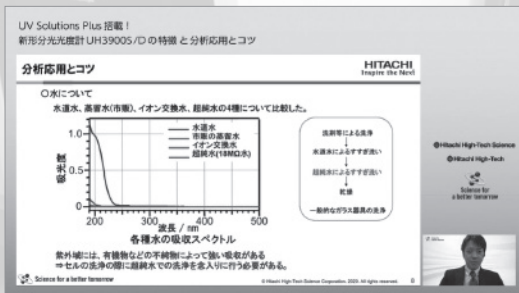 UV Solutions Plus 搭載！
新形分光光度計 UH3900S/D の特徴 と 分析応用とコツ
分析応用とコツ
HITACHI
Inspire the Next
〇水について
水道水、蒸留水(市販)、イオン交換水、超純水の4種について比較した。
水道水
市販の蒸留水
イオン交換水
超純水(18MΩ水)
吸光度
1.0
0.5
0.0
200
300
400
500
波長 / nm
各種水の吸収スペクトル
洗剤等による洗浄
水道水によるすすぎ洗い
超純水によるすすぎ洗い
乾燥
一般的なガラス器具の洗浄
紫外域には、有機物などの不純物によって強い吸収がある
⇒セルの洗浄の際に超純水での洗浄を念入りに行う必要がある。
Science for a better tomorrow
© Hitachi High-Tech Science Corporation, 2020. All rights reserved.
Hitachi High-Tech Science
Hitachi High-Tech
Science for
a better tomorrow